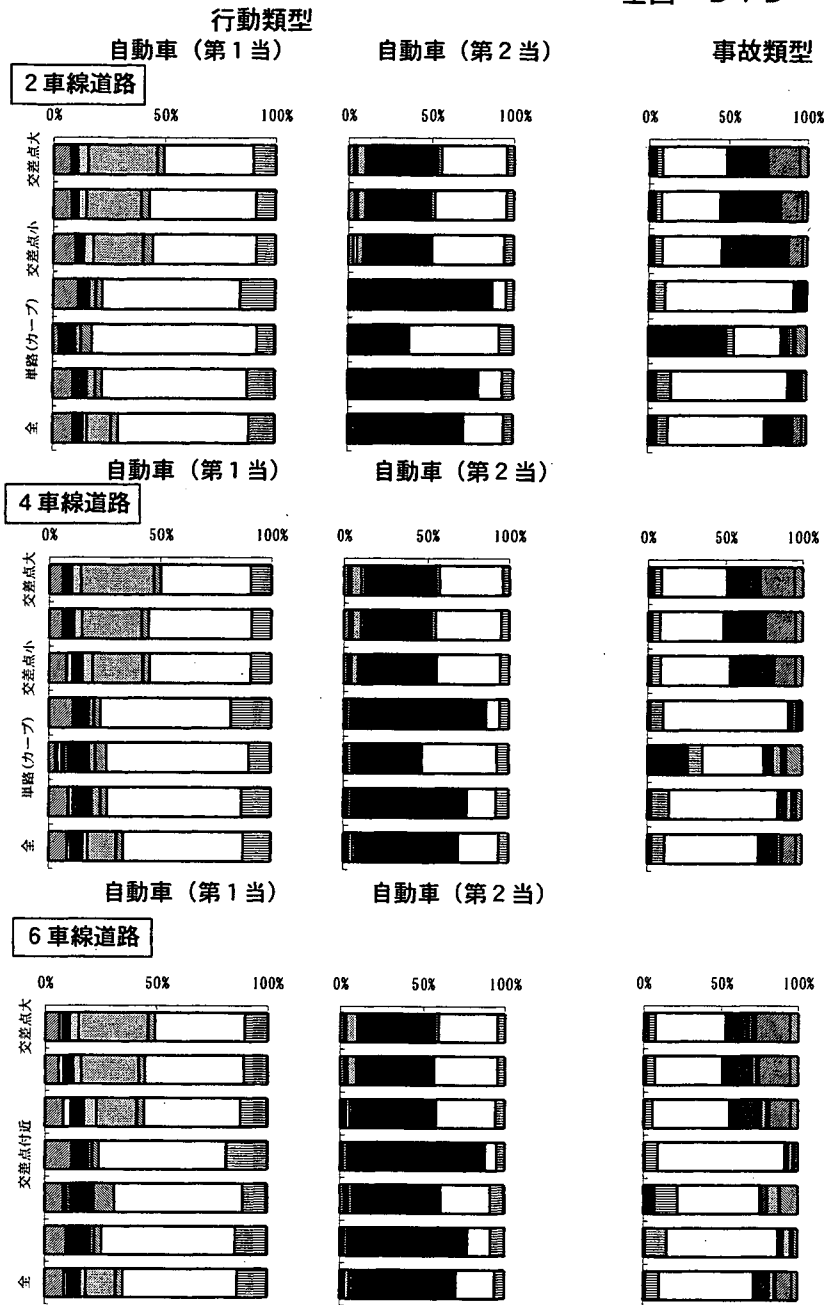 行動類型
自動車（第１当）
自動車（第２当）
事故類型
２車線道路
0% 50% 100%
0% 50% 100%
0% 50% 100%
交差点大
交差点小
単路(カーブ)
全
自動車（第１当）
自動車（第２当）
４車線道路
0% 50% 100%
0% 50% 100%
0% 50% 100%
交差点大
交差点小
単路(カーブ)
全
自動車（第１当）
自動車（第２当）
６車線道路
0% 50% 100%
0% 50% 100%
0% 50% 100%
交差点大
交差点付近
全